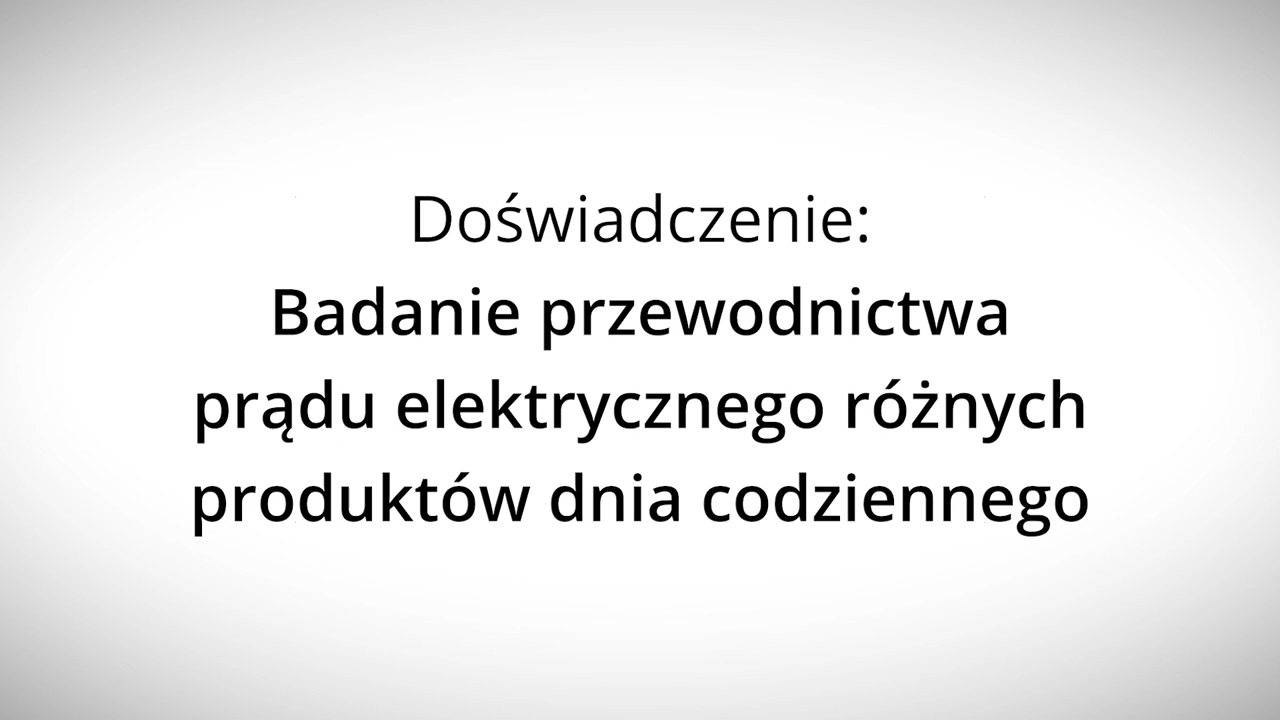 Doświadczenie:
Badanie przewodnictwa
prądu elektrycznego różnych
produktów dnia codziennego